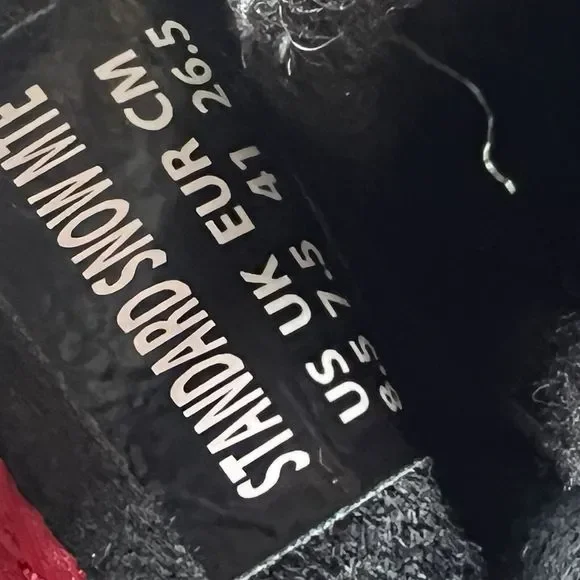 STANDARD SNOW MTE
US UK EUR CM
8.5 7.5 41 26.5